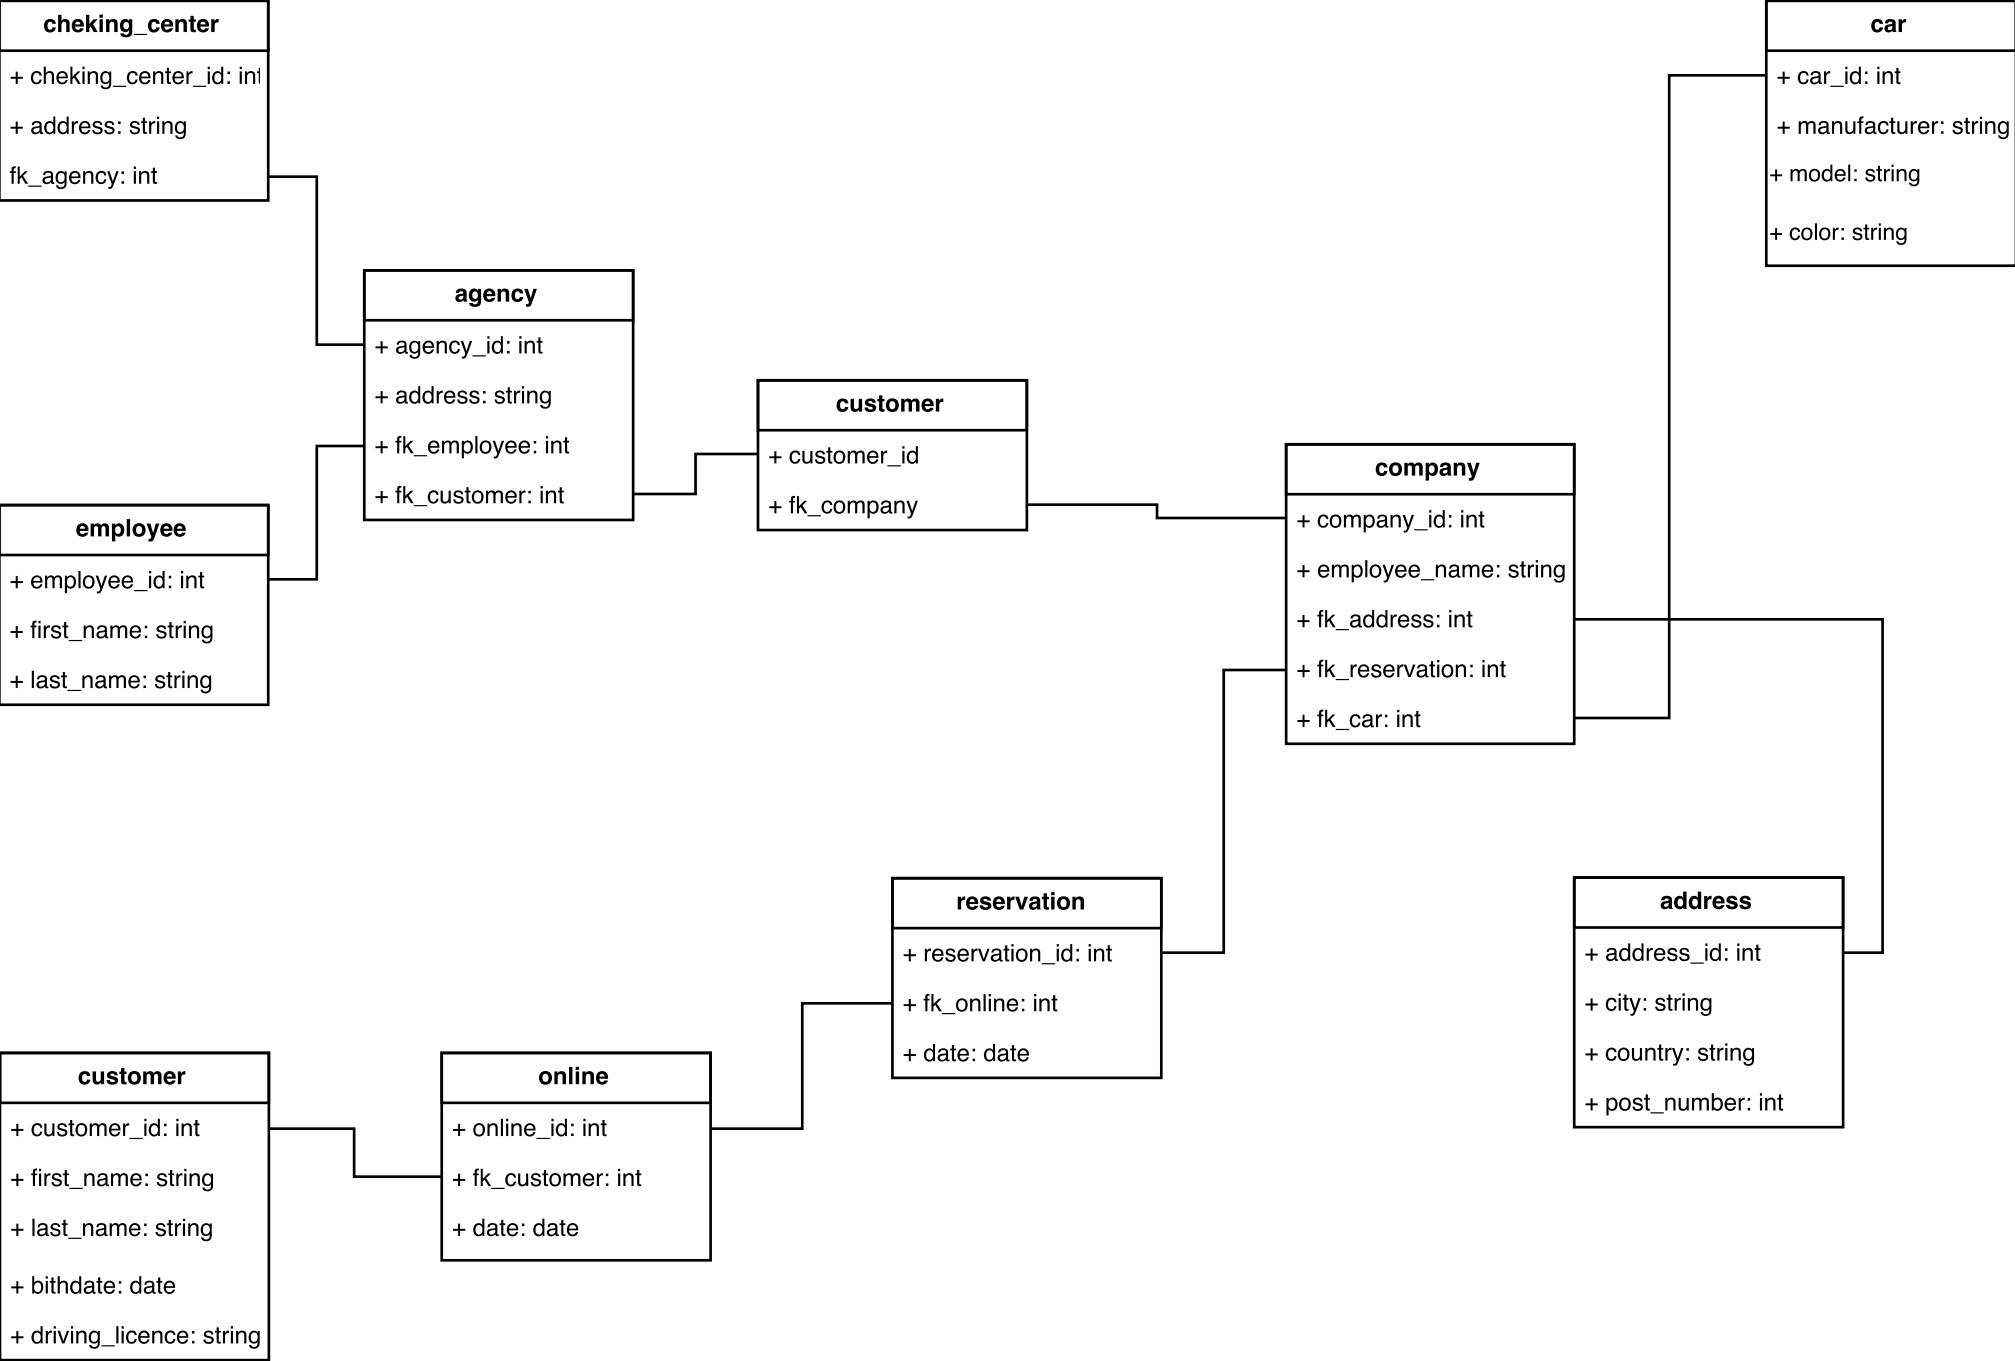 cheking_center
+ cheking_center_id: int
+ address: string
fk_agency: int
car
+ car_id: int
+ manufacturer: string
+ model: string
+ color: string
agency
+ agency_id: int
+ address: string
+ fk_employee: int
+ fk_customer: int
customer
+ customer_id
+ fk_company
company
+ company_id: int
+ employee_name: string
+ fk_address: int
+ fk_reservation: int
+ fk_car: int
employee
+ employee_id: int
+ first_name: string
+ last_name: string
reservation
+ reservation_id: int
+ fk_online: int
+ date: date
address
+ address_id: int
+ city: string
+ country: string
+ post_number: int
customer
+ customer_id: int
+ first_name: string
+ last_name: string
+ bithdate: date
+ driving_licence: string
online
+ online_id: int
+ fk_customer: int
+ date: date